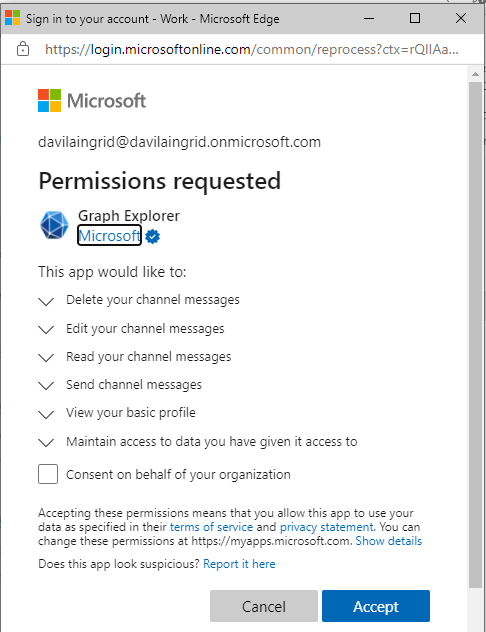 Sign in to your account - Work - Microsoft Edge
https://login.microsoftonline.com/common/reprocess?ctx=rQIIAa...
Microsoft
davilaingrid@davilaingrid.onmicrosoft.com
Permissions requested
Graph Explorer
Microsoft
This app would like to:
Delete your channel messages
Edit your channel messages
Read your channel messages
Send channel messages
View your basic profile
Maintain access to data you have given it access to
Consent on behalf of your organization
Accepting these permissions means that you allow this app to use your
data as specified in their terms of service and privacy statement. You can
change these permissions at https://myapps.microsoft.com. Show details
Does this app look suspicious? Report it here
Cancel Accept